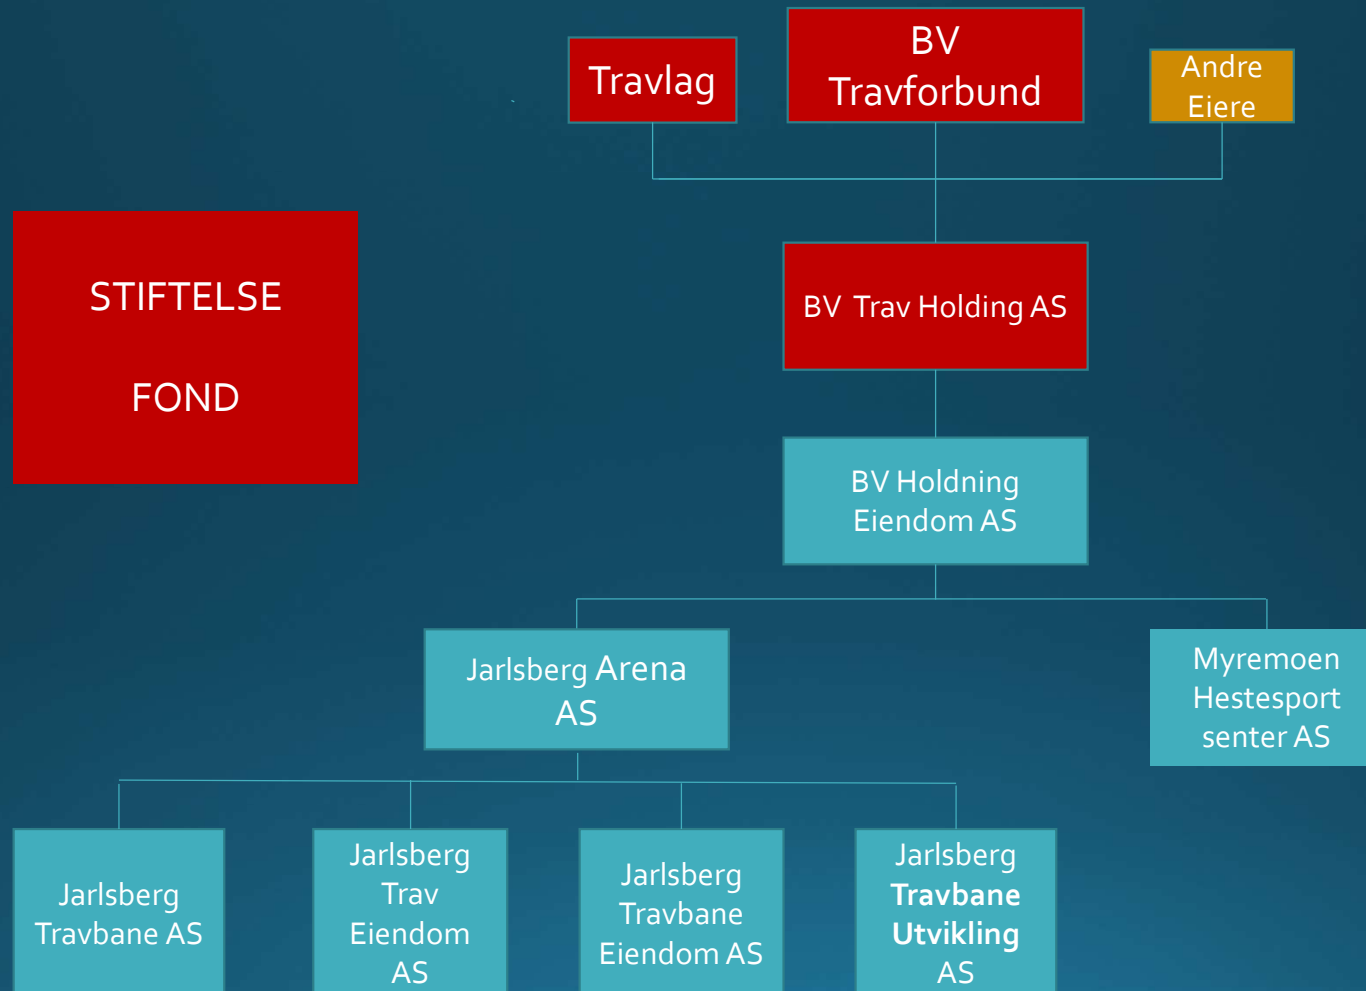 Travlag
BV
Travforbund
Andre
Eiere
STIFTELSE
FOND
BV Trav Holding AS
BV Holdning
Eiendom AS
Jarlsberg Arena
AS
Myremoen
Hestesport
senter AS
Jarlsberg
Travbane AS
Jarlsberg
Trav
Eiendom
AS
Jarlsberg
Travbane
Eiendom AS
Jarlsberg
Travbane
Utvikling
AS